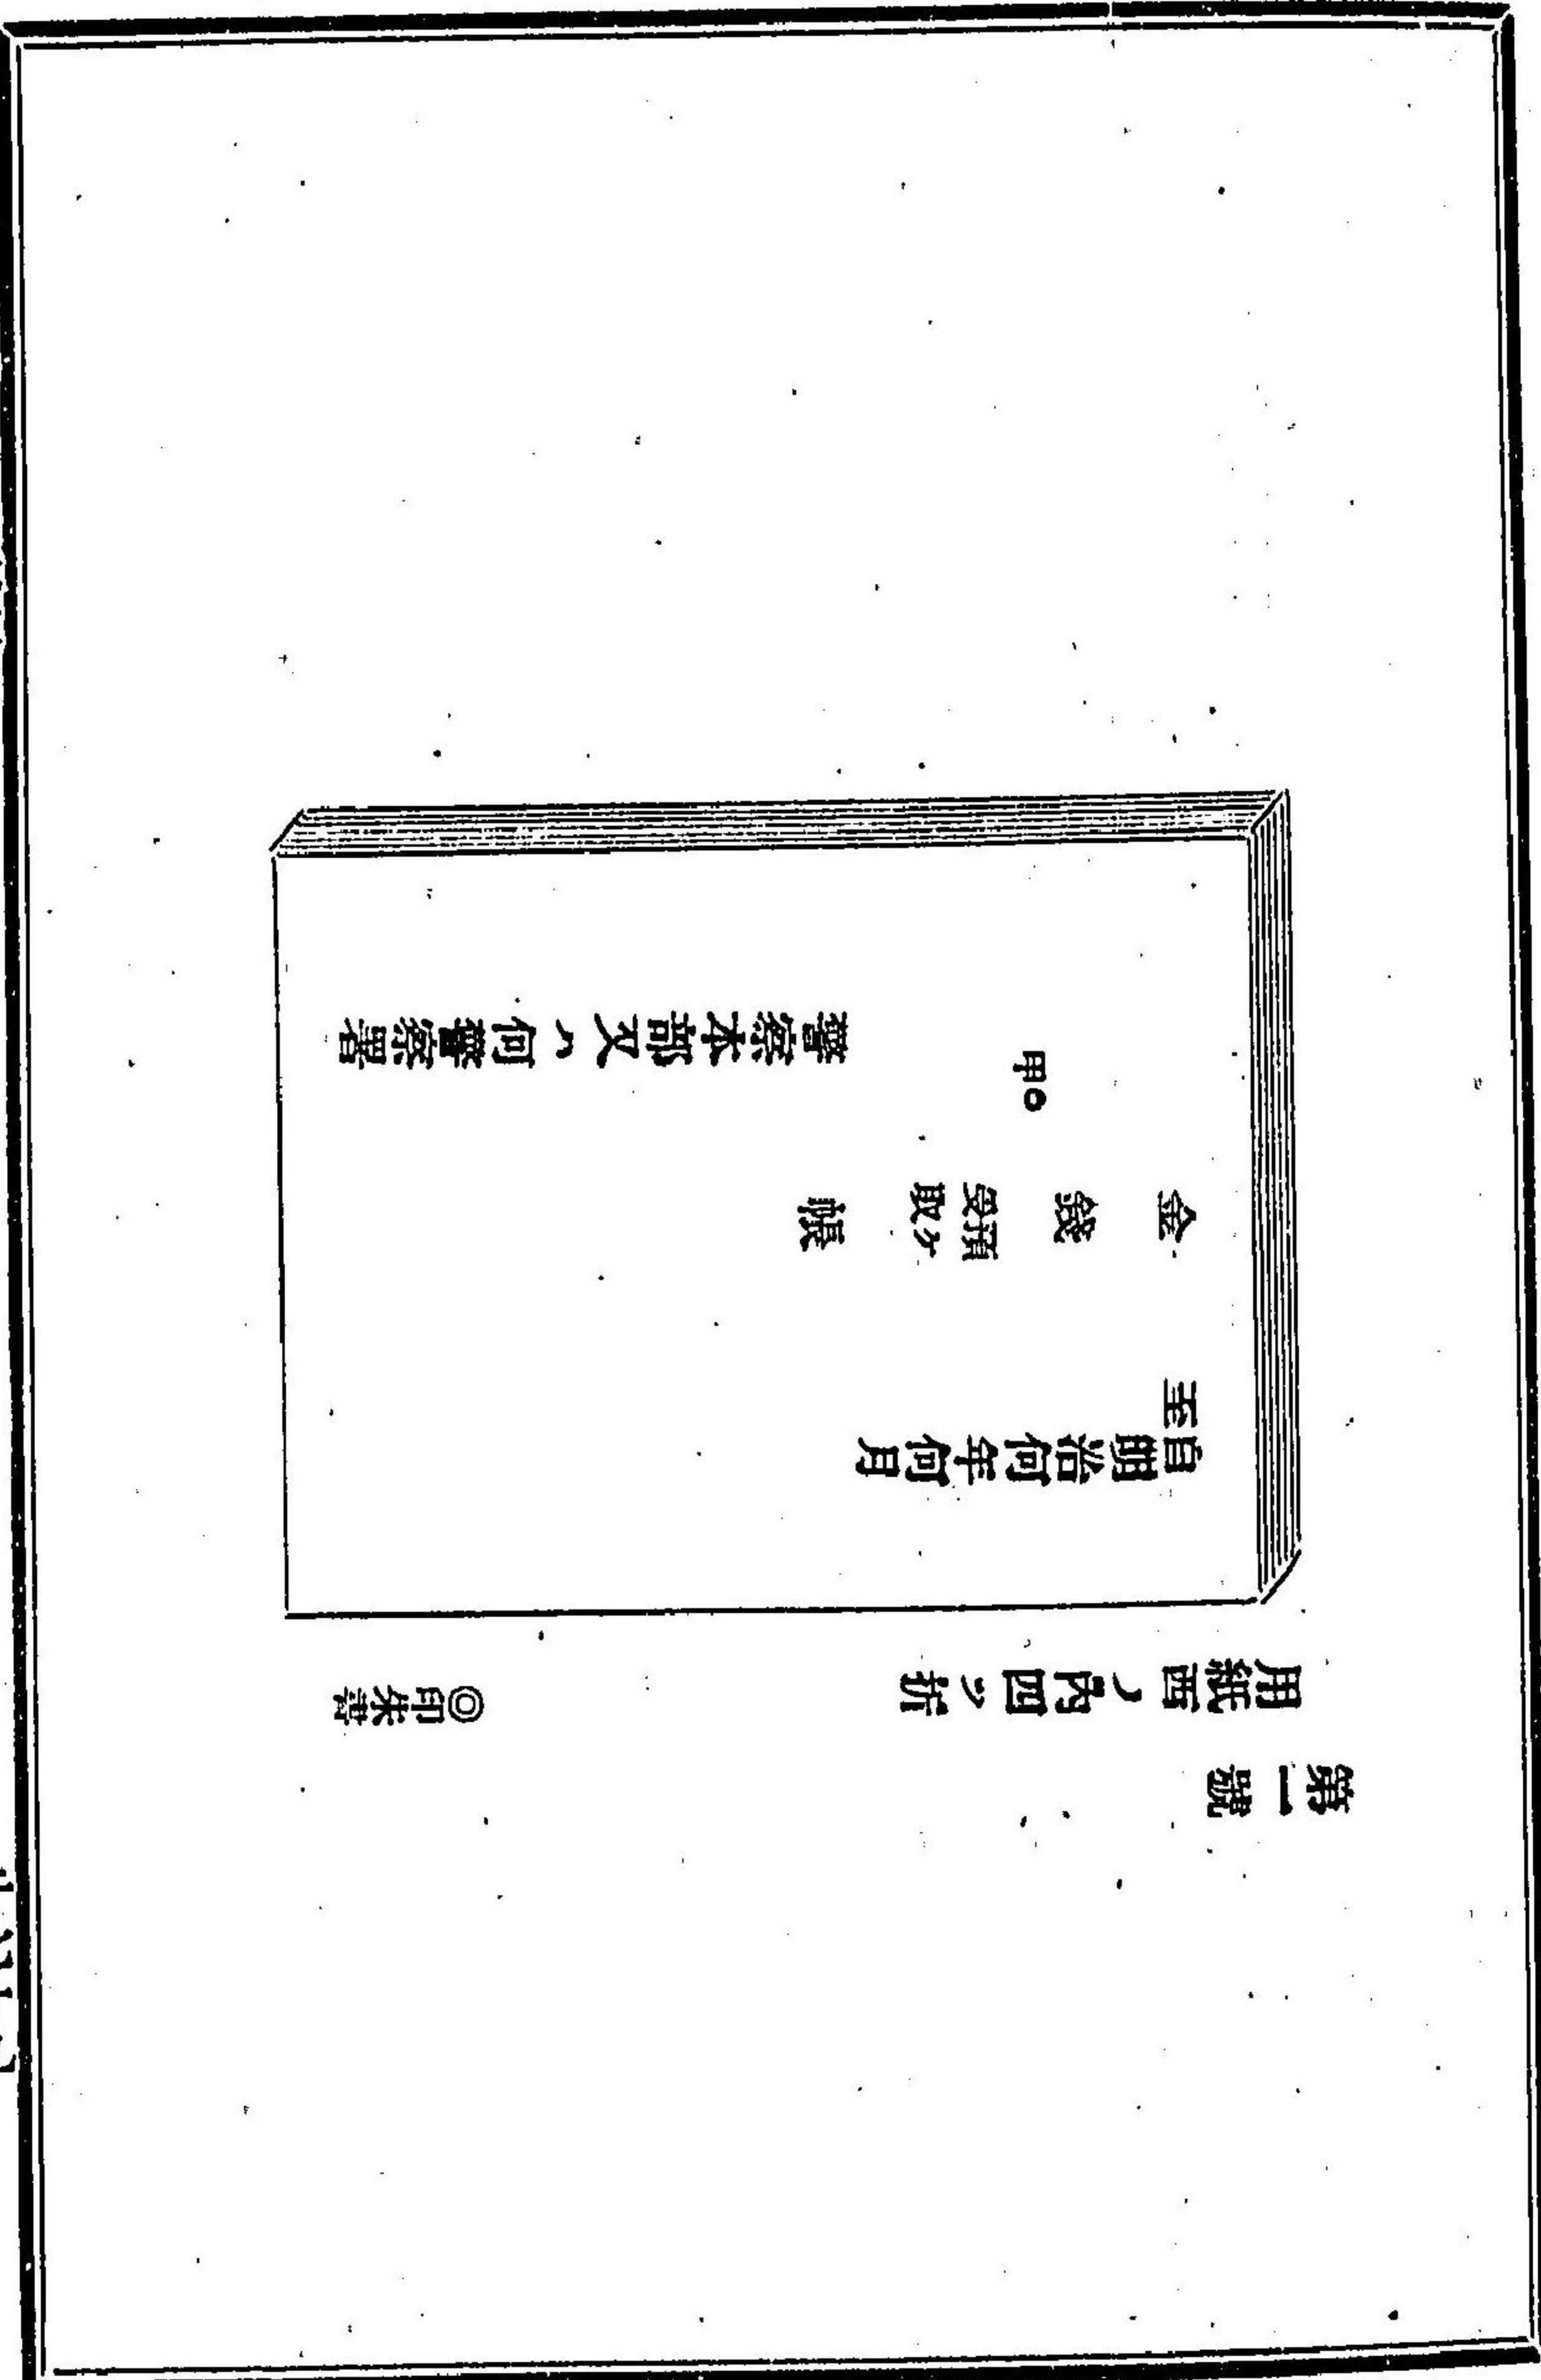 第一號
用紙西ノ內四ツ折
◎印朱書
自明治何年何月
至
金錢預ケ受取帳
○甲
警察本部又ハ何警察署